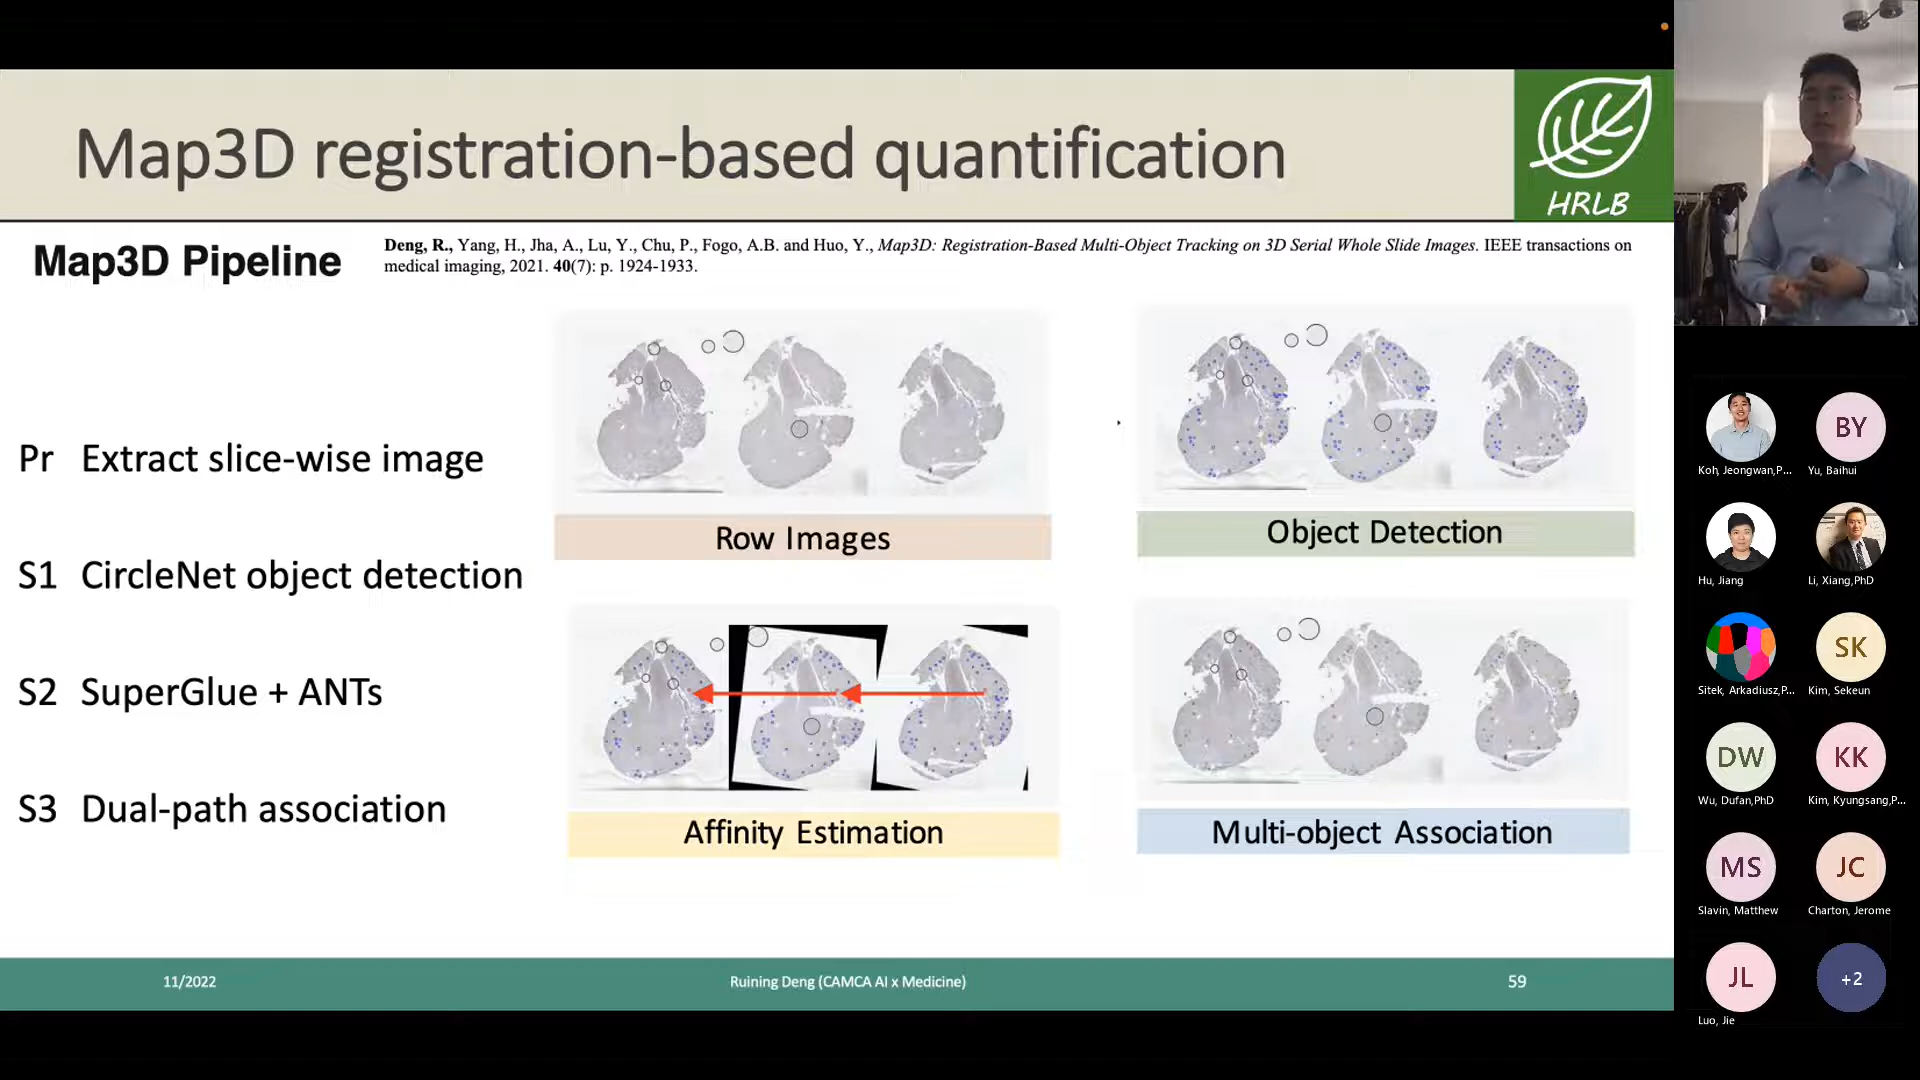 Map3D registration-based quantification
HRLB
Map3D Pipeline
Deng, R., Yang, H., Jha, A., Lu, Y., Chu, P., Fogo, A.B. and Huo, Y., Map3D: Registration-Based Multi-Object Tracking on 3D Serial Whole Slide Images. IEEE transactions on
medical imaging, 2021. 40(7): p. 1924-1933.
Pr Extract slice-wise image
S1 CircleNet object detection
S2 SuperGlue + ANTs
S3 Dual-path association
Row Images
Object Detection
Affinity Estimation
Multi-object Association
11/2022
Ruining Deng (CAMCA AI x Medicine)
59
Koh, Jeongwan,P...
BY
Yu, Baihui
Hu, Jiang
Li, Xiang,PhD
Sitek, Arkadiusz,P...
SK
Kim, Sekeun
DW
Wu, Dufan,PhD
KK
Kim, Kyungsang,P...
MS
Slavin, Matthew
JC
Charton, Jerome
JL
Luo, Jie
+2